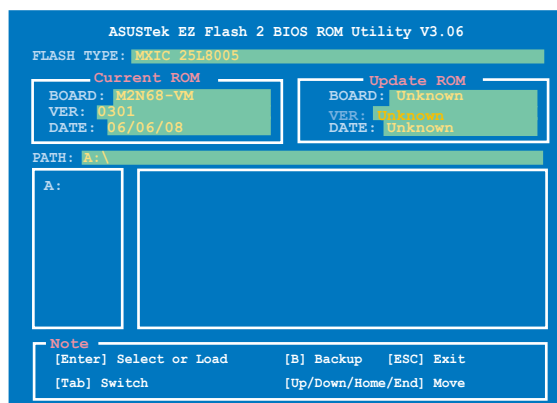 ASUSTek EZ Flash 2 BIOS ROM Utility V3.06
FLASH TYPE: MXIC 25L8005
Current ROM
BOARD: M2N68-VM
VER: 0301
DATE: 06/06/08
Update ROM
BOARD: Unknown
VER: Unknown
DATE: Unknown
PATH: A:\
A:
Note
[Enter] Select or Load [B] Backup [ESC] Exit
[Tab] Switch [Up/Down/Home/End] Move